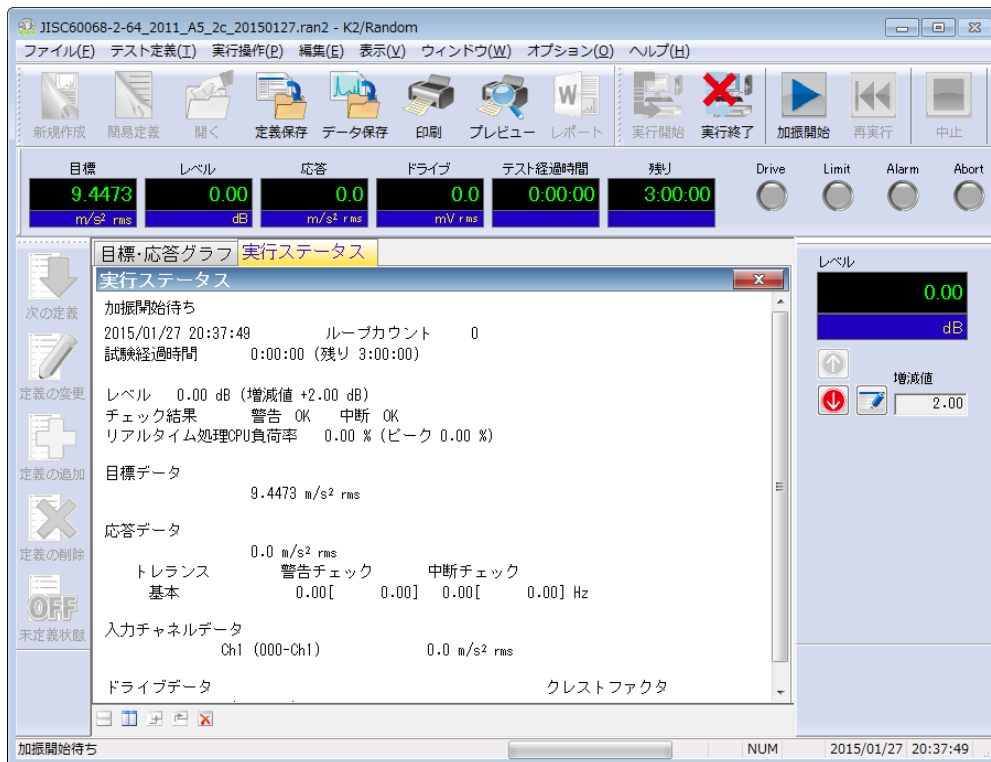 JISC60068-2-64_2011_A5_2c_20150127.ran2 - K2/Random
ファイル(F) テスト定義(T) 実行操作(P) 編集(E) 表示(V) ウィンドウ(W) オプション(O) ヘルプ(H)
新規作成 簡易定義 開く 定義保存 データ保存 印刷 プレビュー レポート 実行開始 実行終了 加振開始 再実行 中止
目標 レベル 応答 ドライブ テスト経過時間 残り Drive Limit Alarm Abort
9.4473 0.00 0.0 0.0 0:00:00 3:00:00
m/s² rms dB m/s² rms mV rms
次の定義
定義の変更
定義の追加
定義の削除
OFF
未定義状態
目標・応答グラフ 実行ステータス
実行ステータス
加振開始待ち
2015/01/27 20:37:49 ループカウント 0
試験経過時間 0:00:00 (残り 3:00:00)
レベル 0.00 dB (増減値 +2.00 dB)
チェック結果 警告 OK 中断 OK
リアルタイム処理CPU負荷率 0.00 % (ピーク 0.00 %)
目標データ
9.4473 m/s² rms
応答データ
0.0 m/s² rms
トレランス 警告チェック 中断チェック
基本 0.00[ 0.00] 0.00[ 0.00] Hz
入力チャネルデータ
Ch1 (000-Ch1) 0.0 m/s² rms
ドライブデータ クレストファクタ
レベル
0.00
dB
増減値
2.00
加振開始待ち NUM 2015/01/27 20:37:49